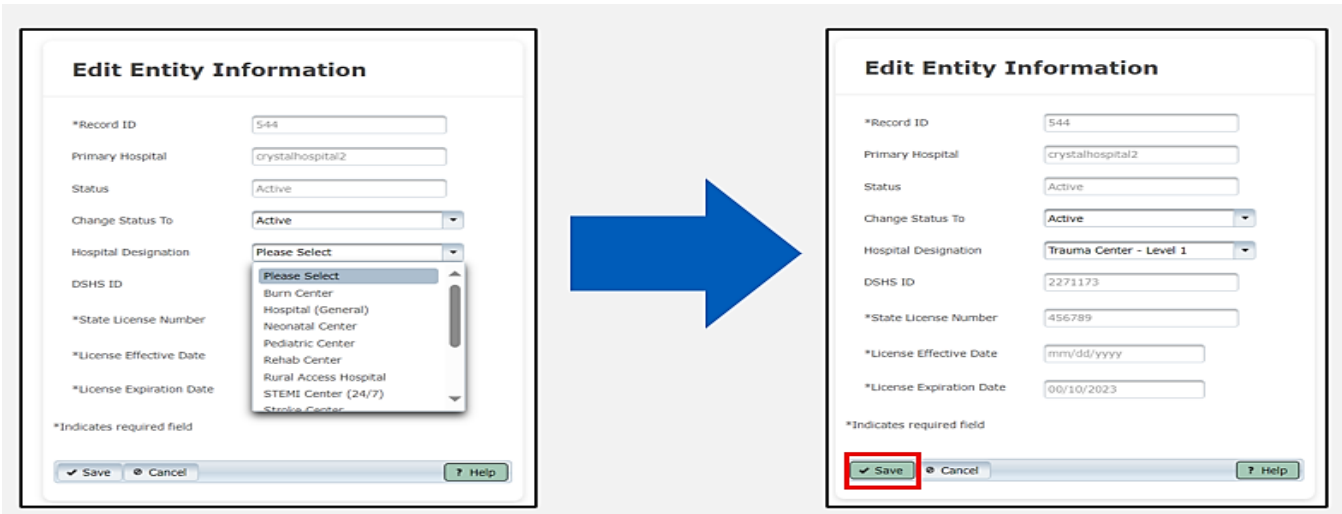 Edit Entity Information
*Record ID 544
Primary Hospital crystalhospital2
Status Active
Change Status To Active
Hospital Designation Please Select
Please Select
DSHS ID
Burn Center
Hospital (General)
*State License Number
Neonatal Center
Pediatric Center
*License Effective Date
Rehab Center
Rural Access Hospital
*License Expiration Date
STEMI Center (24/7)
Stroke Center
*Indicates required field
Save Cancel ? Help
Edit Entity Information
*Record ID 544
Primary Hospital crystalhospital2
Status Active
Change Status To Active
Hospital Designation Trauma Center - Level 1
DSHS ID 2271173
*State License Number 456789
*License Effective Date mm/dd/yyyy
*License Expiration Date 00/10/2023
*Indicates required field
Save Cancel ? Help